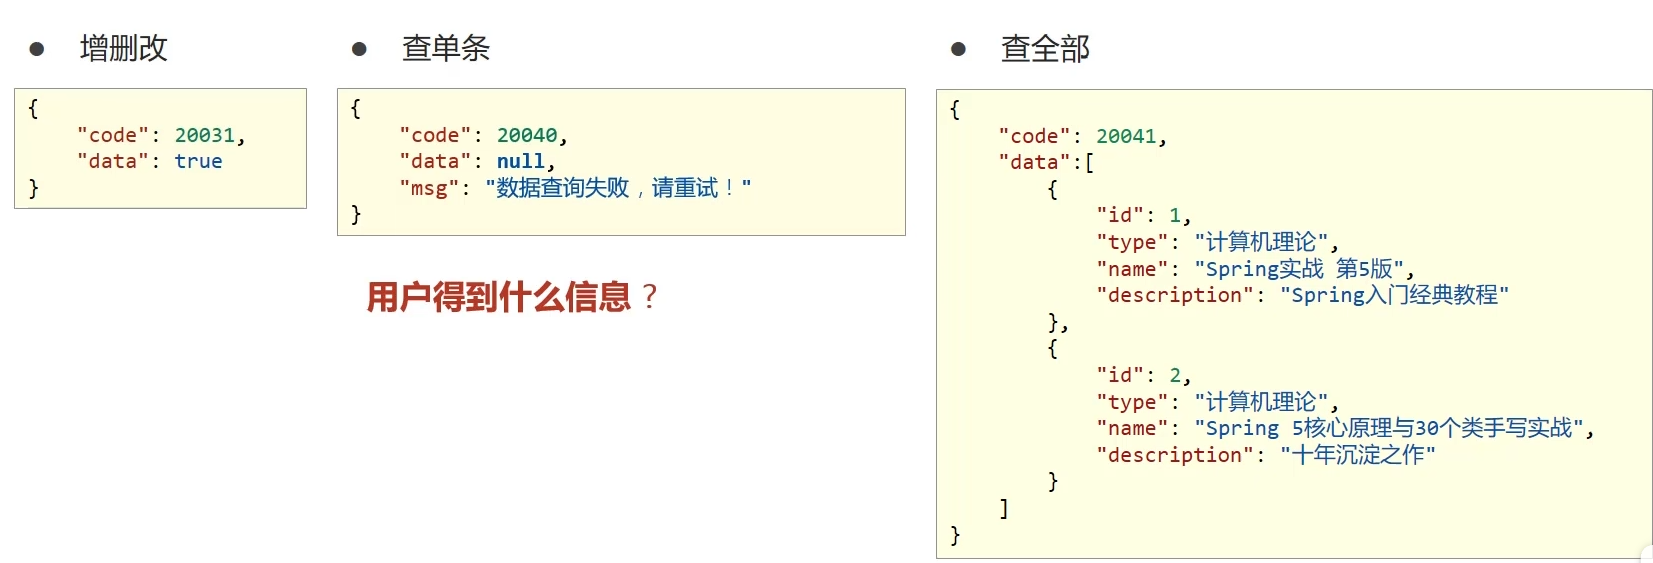 ● 增删改
{
    "code": 20031,
    "data": true
}
● 查单条
{
    "code": 20040,
    "data": null,
    "msg": "数据查询失败，请重试！"
}
用户得到什么信息？
● 查全部
{
    "code": 20041,
    "data":[
        {
            "id": 1,
            "type": "计算机理论",
            "name": "Spring实战 第5版",
            "description": "Spring入门经典教程"
        },
        {
            "id": 2,
            "type": "计算机理论",
            "name": "Spring 5核心原理与30个类手写实战",
            "description": "十年沉淀之作"
        }
    ]
}